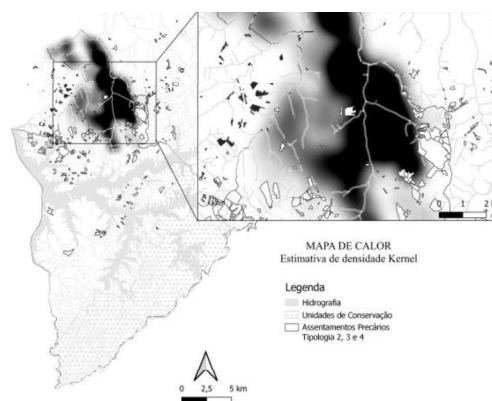 0 1 2
MAPA DE CALOR
Estimativa de densidade Kernel
Legenda
Hidrografia
Unidades de Conservação
Assentamentos Precários
Tipologia 2, 3 e 4
0 2,5 5 km